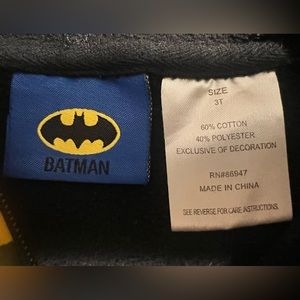 BATMAN
SIZE
3T
60% COTTON
40% POLYESTER
EXCLUSIVE OF DECORATION
RN#86947
MADE IN CHINA
SEE REVERSE FOR CARE INSTRUCTIONS.